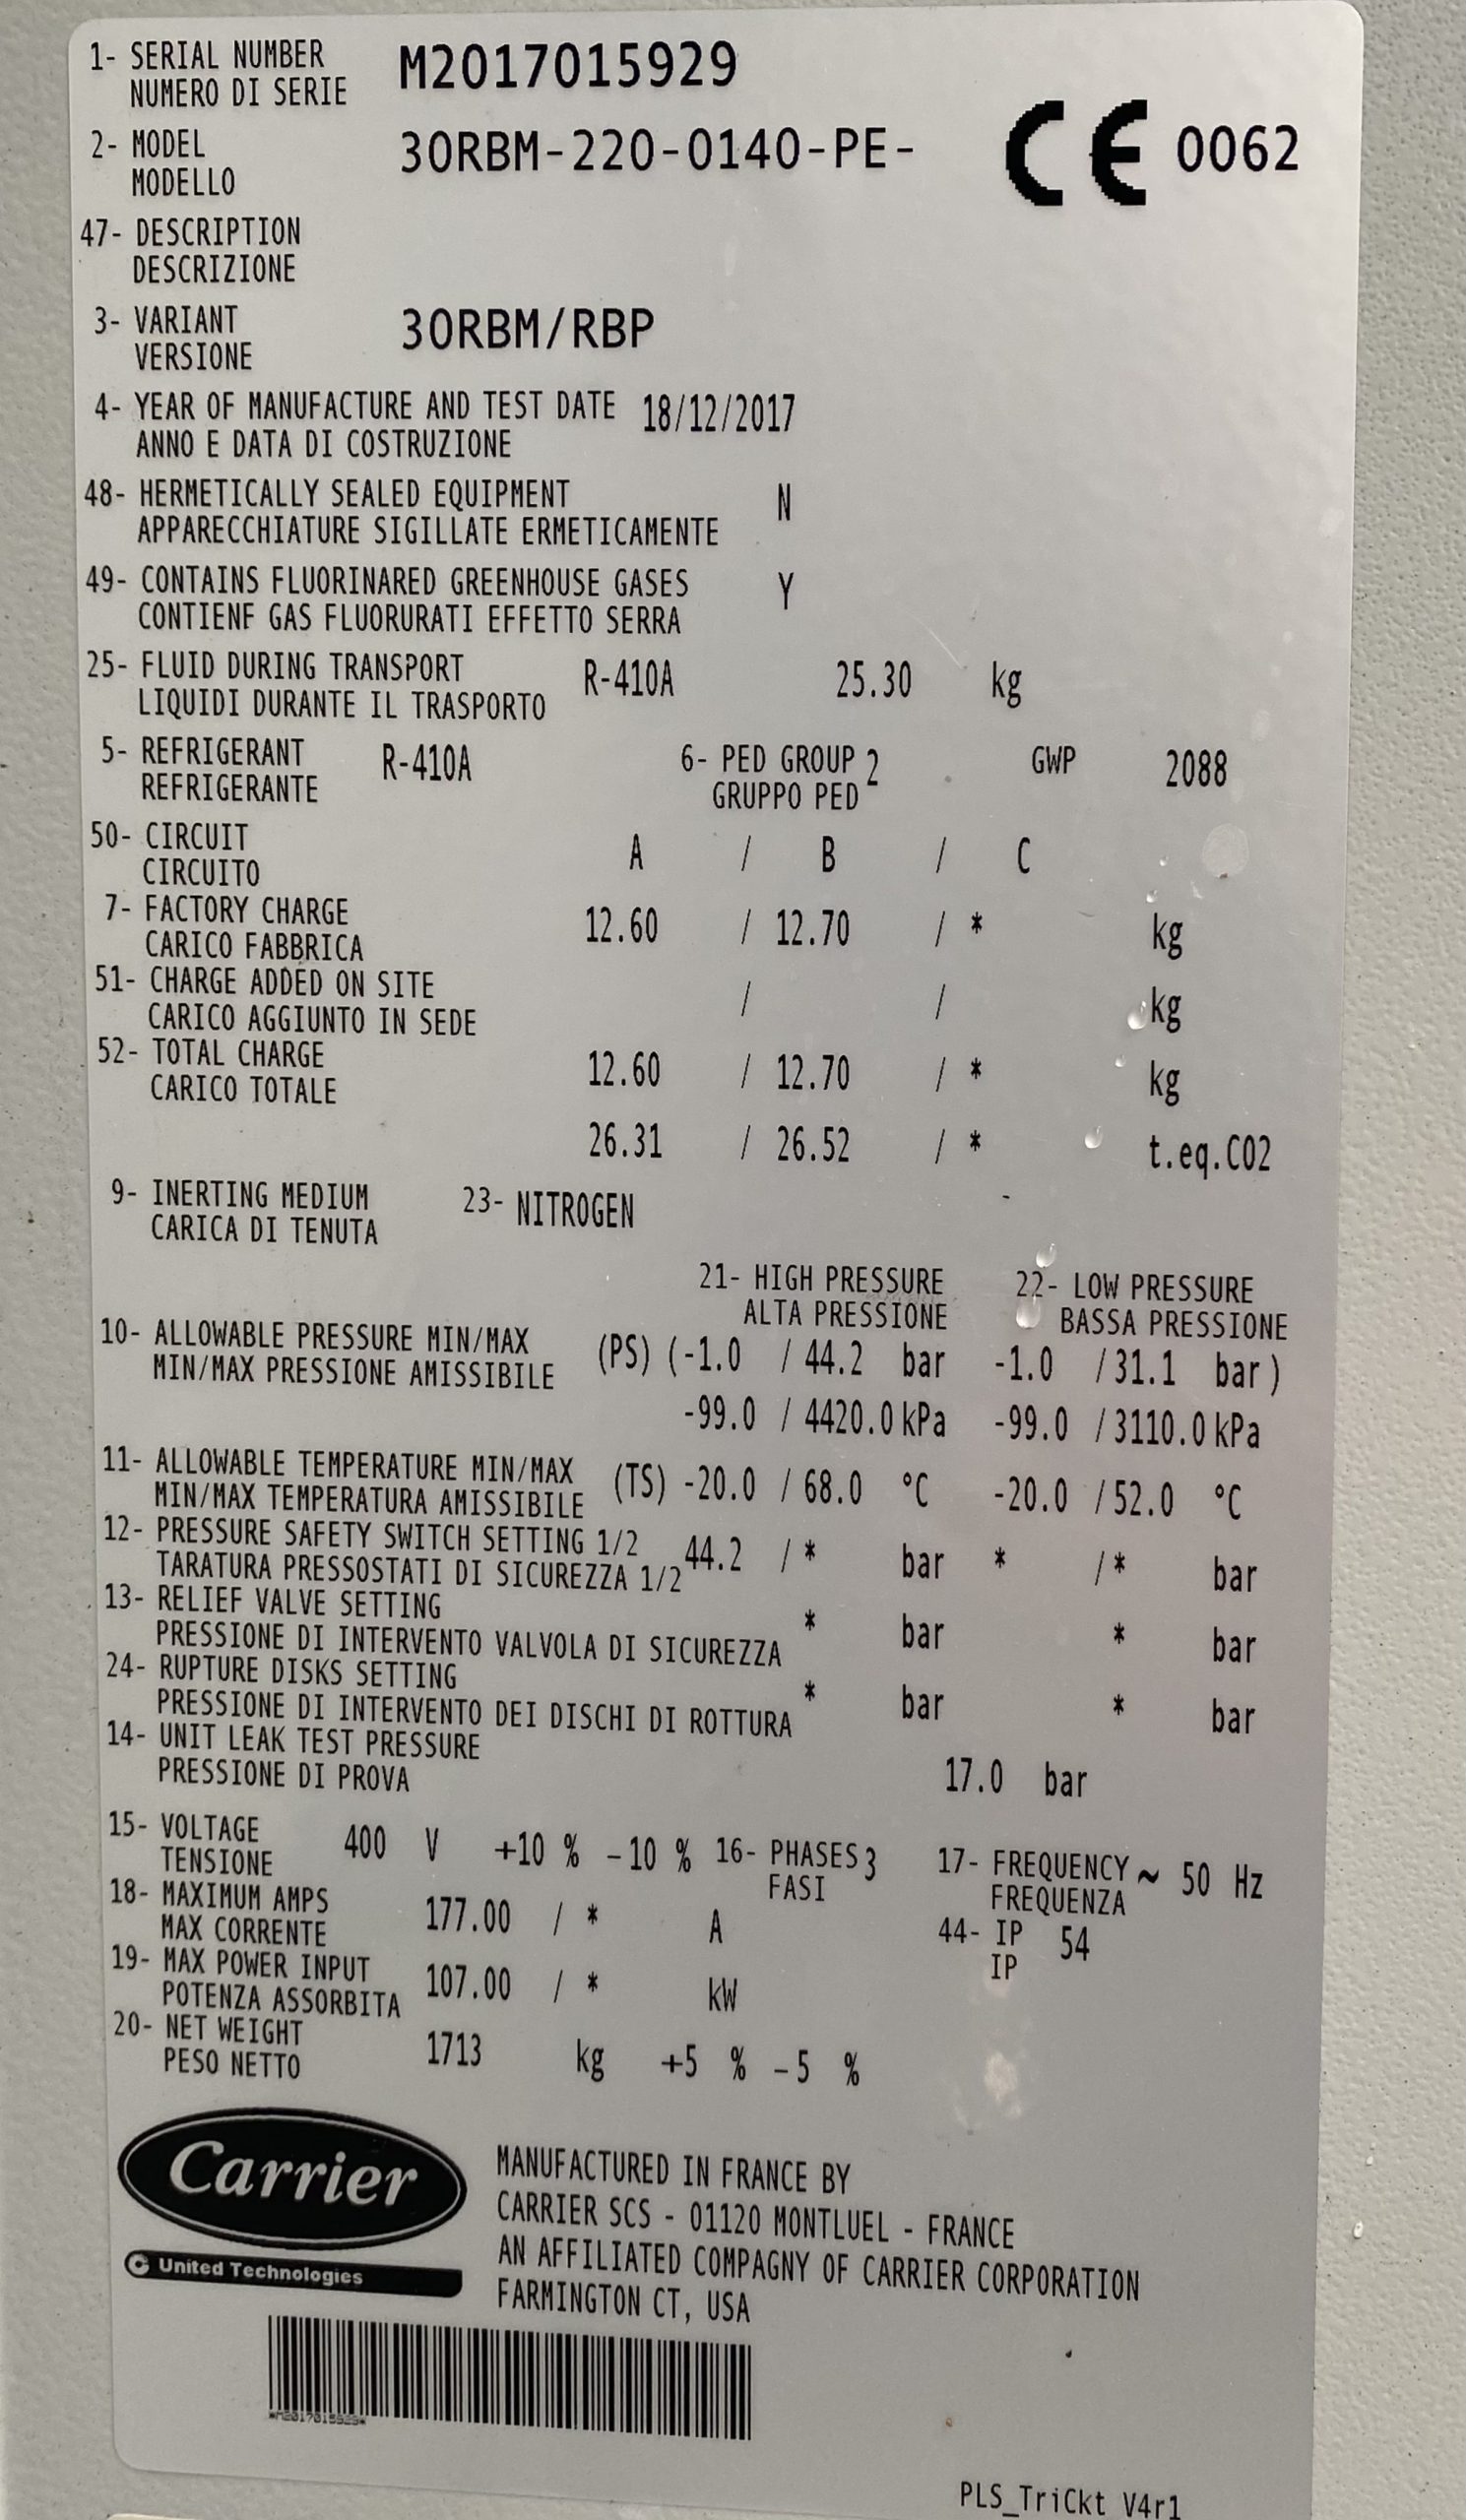 1- SERIAL NUMBER M2017015929
NUMERO DI SERIE
2- MODEL 30RBM-220-0140-PE- CE 0062
MODELLO
47- DESCRIPTION
DESCRIZIONE
3- VARIANT 30RBM/RBP
VERSIONE
4- YEAR OF MANUFACTURE AND TEST DATE 18/12/2017
ANNO E DATA DI COSTRUZIONE
48- HERMETICALLY SEALED EQUIPMENT N
APPARECCHIATURE SIGILLATE ERMETICAMENTE
49- CONTAINS FLUORINARED GREENHOUSE GASES Y
CONTIENF GAS FLUORURATI EFFETTO SERRA
25- FLUID DURING TRANSPORT R-410A 25.30 kg
LIQUIDI DURANTE IL TRASPORTO
5- REFRIGERANT R-410A 6- PED GROUP 2 GWP 2088
REFRIGERANTE GRUPPO PED
50- CIRCUIT A / B / C
CIRCUITO
7- FACTORY CHARGE 12.60 / 12.70 / * kg
CARICO FABBRICA
51- CHARGE ADDED ON SITE / / kg
CARICO AGGIUNTO IN SEDE
52- TOTAL CHARGE 12.60 / 12.70 / * kg
CARICO TOTALE
26.31 / 26.52 / * t.eq.CO2
9- INERTING MEDIUM 23- NITROGEN
CARICA DI TENUTA
21- HIGH PRESSURE 22- LOW PRESSURE
ALTA PRESSIONE BASSA PRESSIONE
10- ALLOWABLE PRESSURE MIN/MAX (PS) (-1.0 / 44.2 bar -1.0 / 31.1 bar)
MIN/MAX PRESSIONE AMISSIBILE
-99.0 / 4420.0 kPa -99.0 / 3110.0 kPa
11- ALLOWABLE TEMPERATURE MIN/MAX (TS) -20.0 / 68.0 °C -20.0 / 52.0 °C
MIN/MAX TEMPERATURA AMISSIBILE
12- PRESSURE SAFETY SWITCH SETTING 1/2 44.2 / * bar * / * bar
TARATURA PRESSOSTATI DI SICUREZZA 1/2
13- RELIEF VALVE SETTING * bar * bar
PRESSIONE DI INTERVENTO VALVOLA DI SICUREZZA
24- RUPTURE DISKS SETTING * bar * bar
PRESSIONE DI INTERVENTO DEI DISCHI DI ROTTURA
14- UNIT LEAK TEST PRESSURE 17.0 bar
PRESSIONE DI PROVA
15- VOLTAGE 400 V +10 % -10 % 16- PHASES 3 17- FREQUENCY ~ 50 Hz
TENSIONE FASI FREQUENZA
18- MAXIMUM AMPS 177.00 / * A 44- IP 54
MAX CORRENTE IP
19- MAX POWER INPUT 107.00 / * kW
POTENZA ASSORBITA
20- NET WEIGHT 1713 kg +5 % -5 %
PESO NETTO
Carrier
United Technologies
MANUFACTURED IN FRANCE BY
CARRIER SCS - 01120 MONTLUEL - FRANCE
AN AFFILIATED COMPAGNY OF CARRIER CORPORATION
FARMINGTON CT, USA
*M2017015929*
PLS_TriCkt V4r1